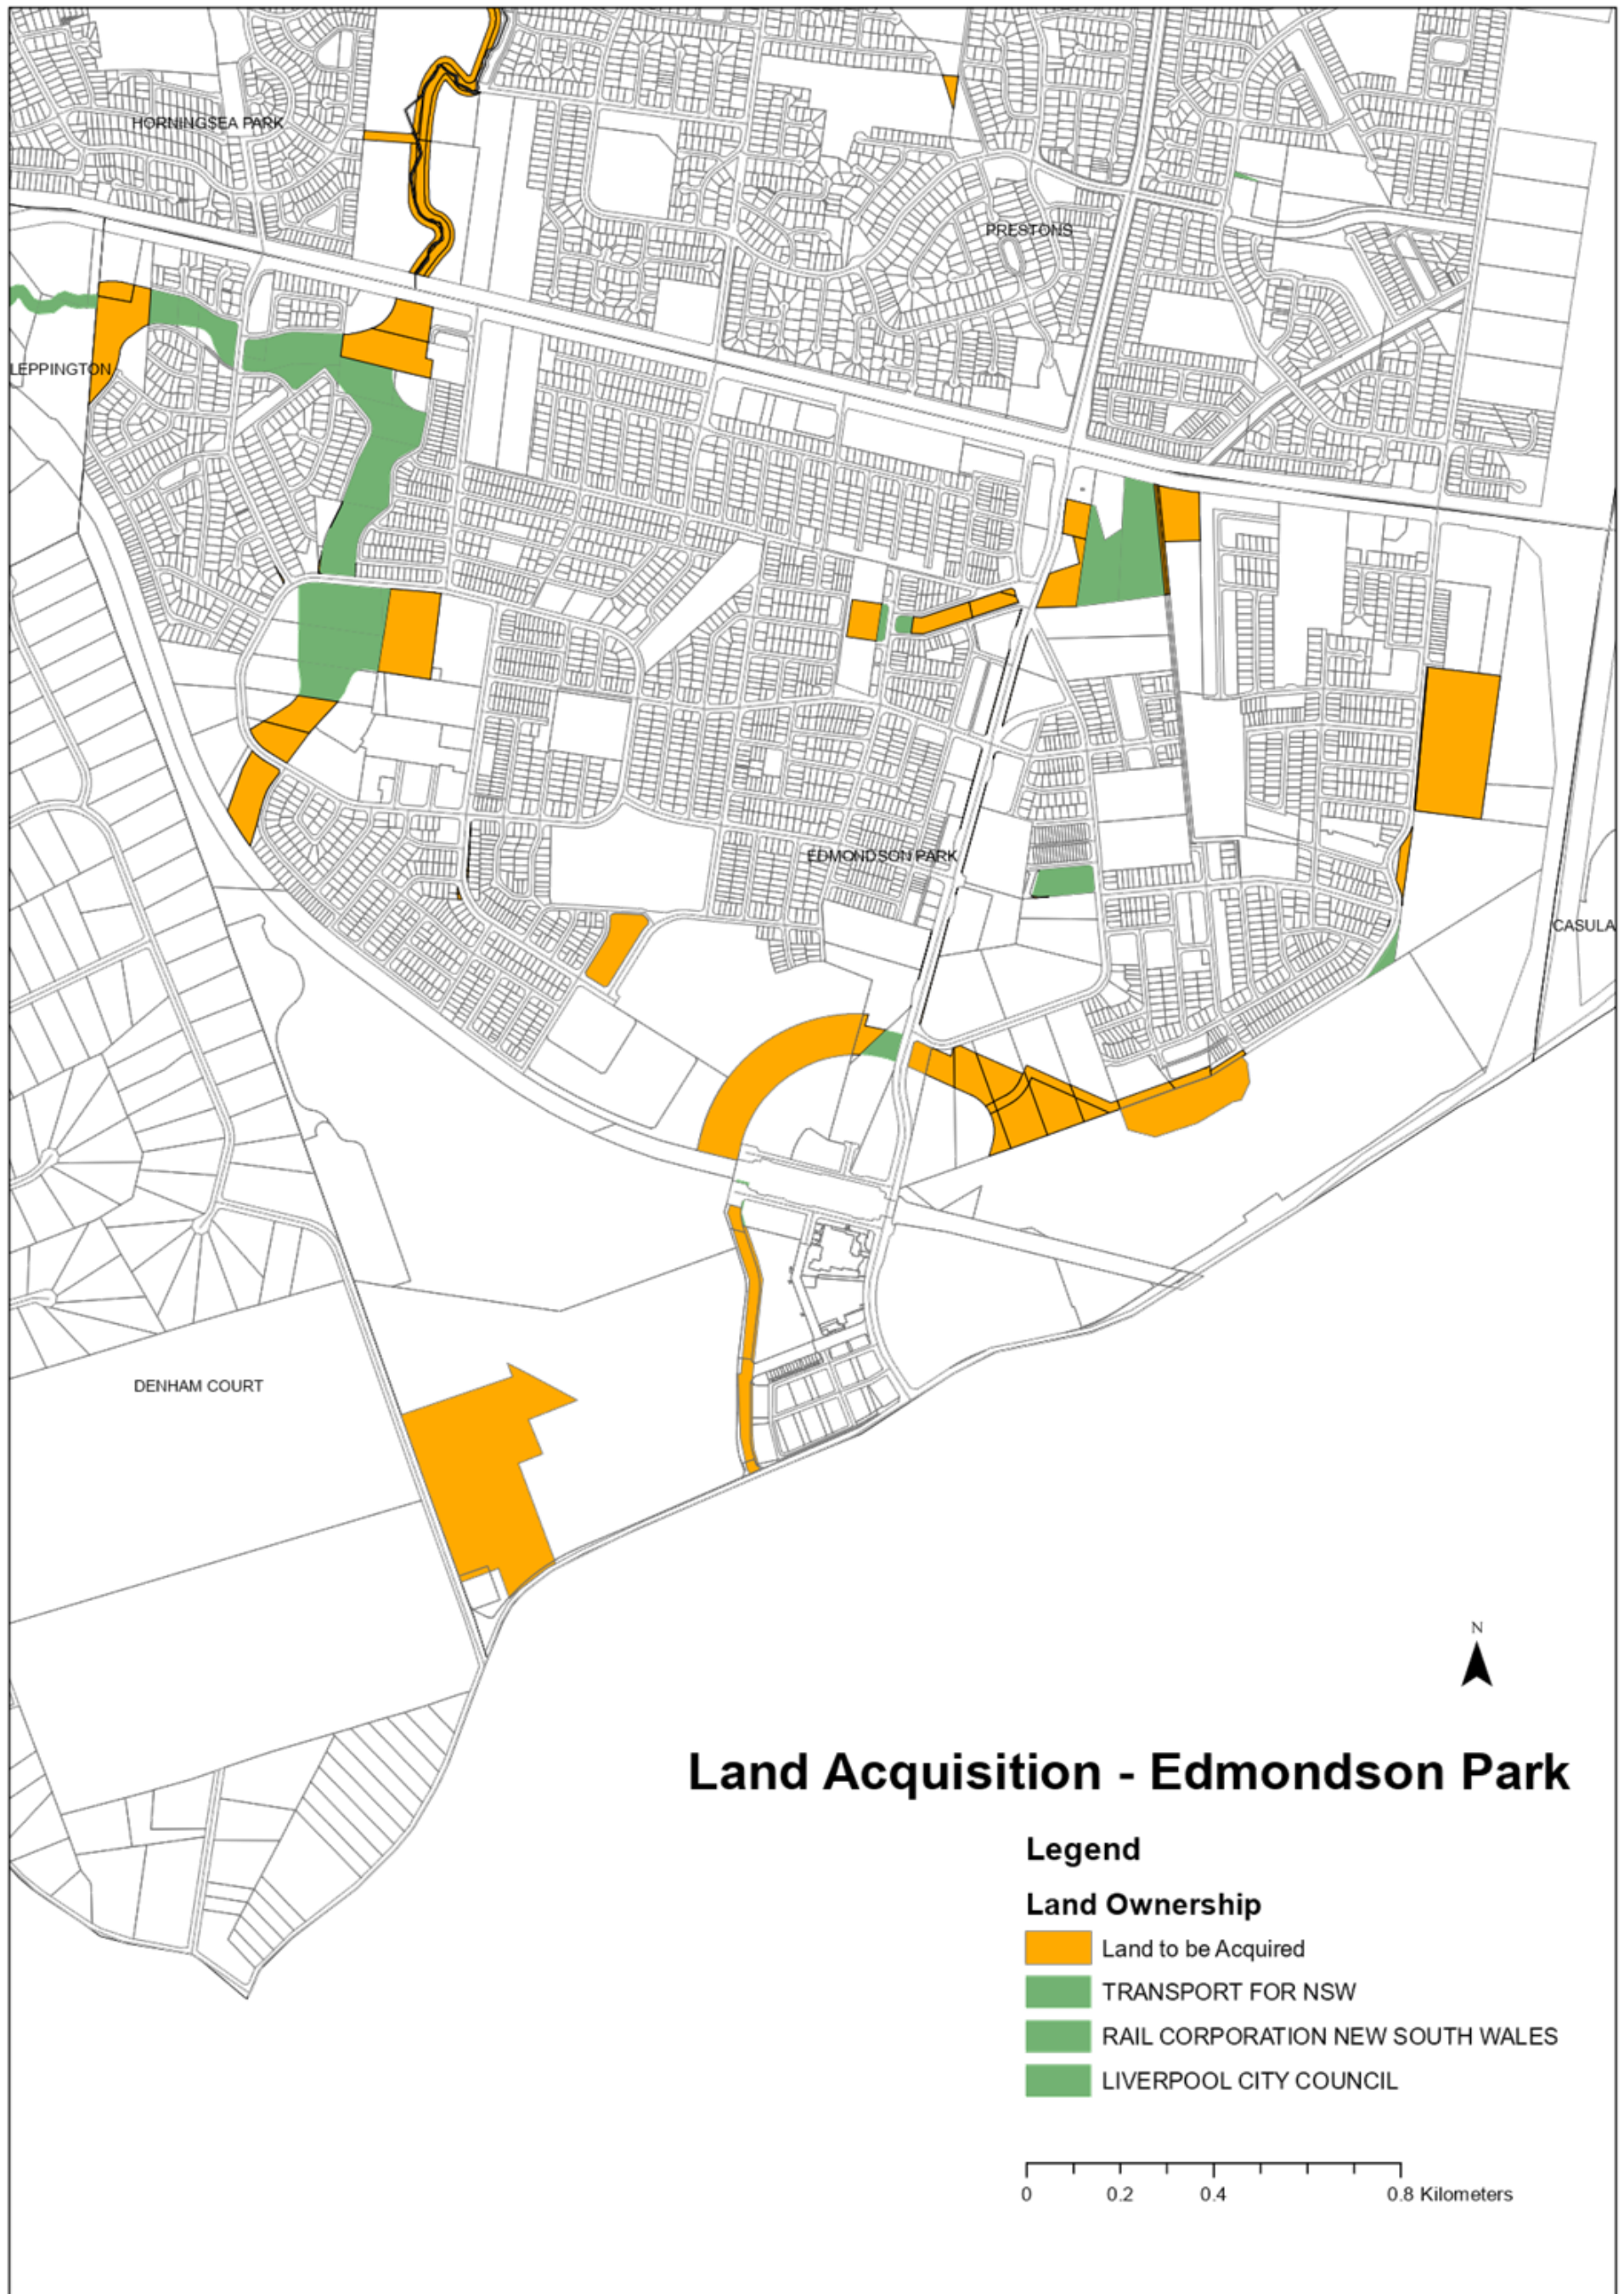 HORNINGSEA PARK
PRESTONS
LEPPINGTON
EDMONDSON PARK
CASULA
DENHAM COURT
N
Land Acquisition - Edmondson Park
Legend
Land Ownership
Land to be Acquired
TRANSPORT FOR NSW
RAIL CORPORATION NEW SOUTH WALES
LIVERPOOL CITY COUNCIL
0 0.2 0.4 0.8 Kilometers